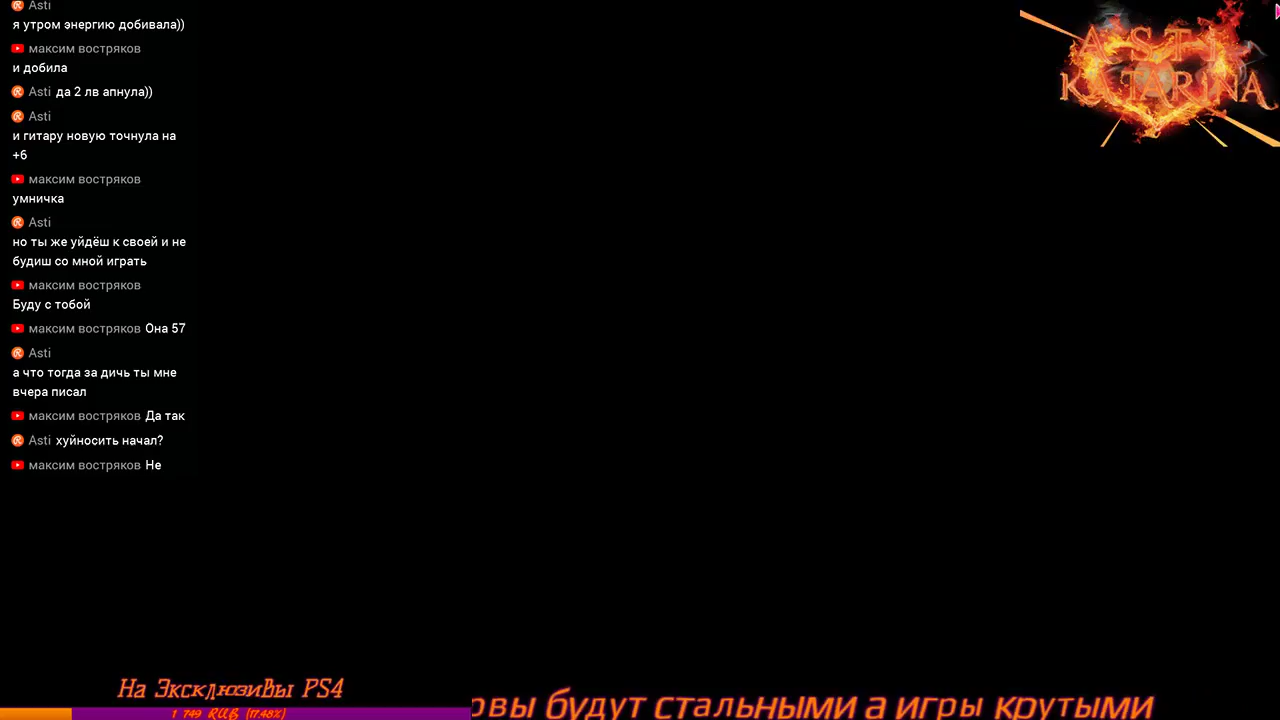 Asti
я утром энергию добивала))
максим востряков
и добила
Asti да 2 лв апнула))
Asti
и гитару новую точнула на
+6
максим востряков
умничка
Asti
но ты же уйдёш к своей и не
будиш со мной играть
максим востряков
Буду с тобой
максим востряков Она 57
Asti
а что тогда за дичь ты мне
вчера писал
максим востряков Да так
Asti хуйносить начал?
максим востряков Не
ASTI
KATARINA
На Эксклюзивы PS4
1 749 RUB (17.48%)
будут стальными а игры крутыми